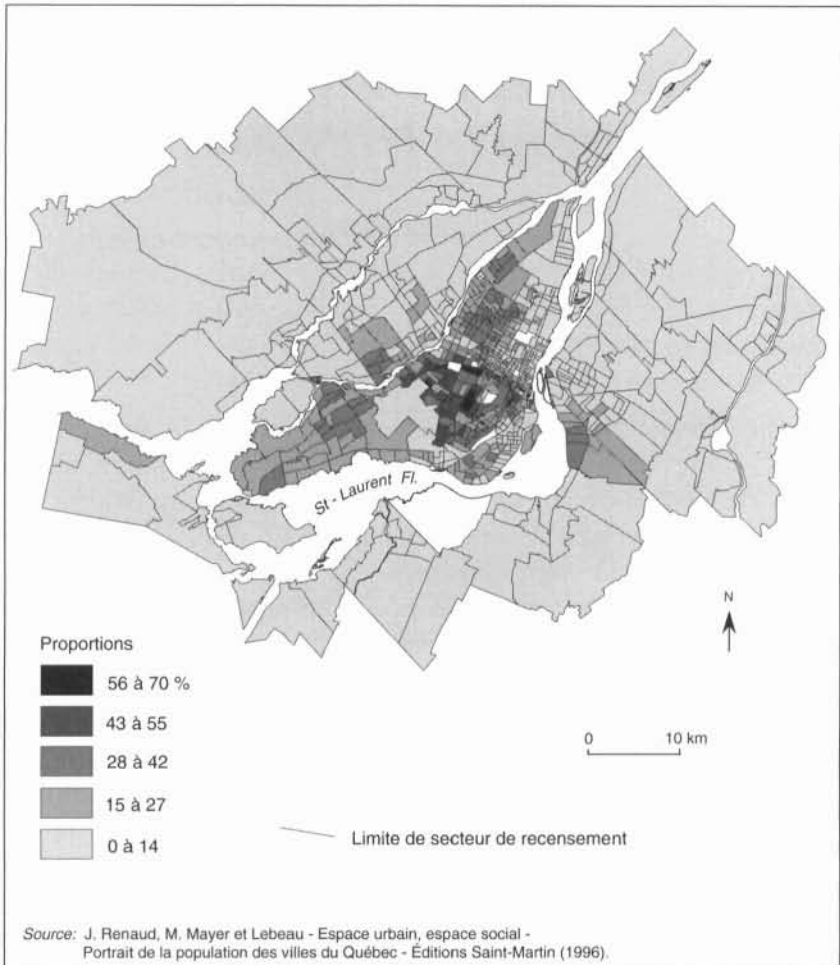 St - Laurent Fl.
N
Proportions
56 à 70 %
43 à 55
28 à 42
15 à 27
0 à 14
0 10 km
Limite de secteur de recensement
Source: J. Renaud, M. Mayer et Lebeau - Espace urbain, espace social -
Portrait de la population des villes du Québec - Éditions Saint-Martin (1996).